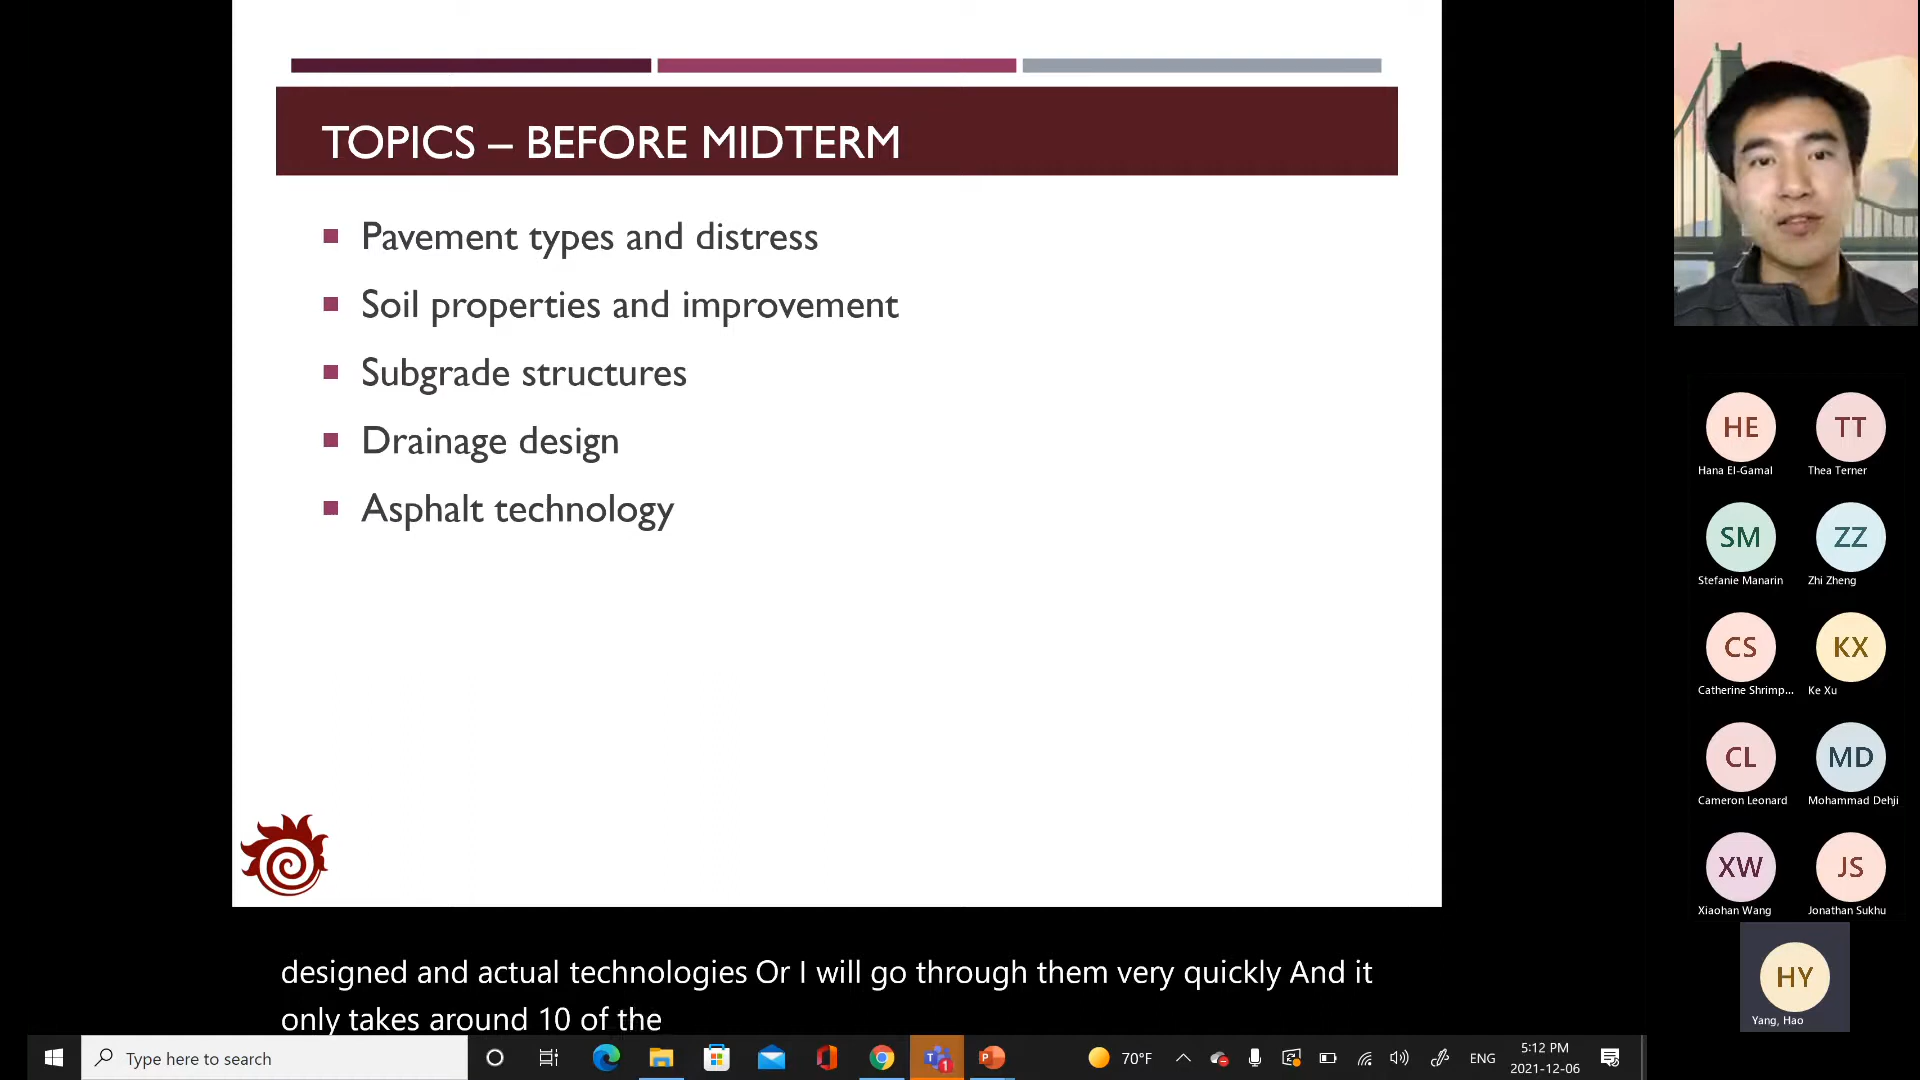 TOPICS – BEFORE MIDTERM
Pavement types and distress
Soil properties and improvement
Subgrade structures
Drainage design
Asphalt technology
HE
TT
Hana El-Gamal
Thea Terner
SM
ZZ
Stefanie Manarin
Zhi Zheng
CS
KX
Catherine Shrimp...
Ke Xu
CL
MD
Cameron Leonard
Mohammad Dehji
XW
JS
Xiaohan Wang
Jonathan Sukhu
HY
Yang, Hao
designed and actual technologies Or I will go through them very quickly And it
only takes around 10 of the
Type here to search
70°F
ENG
5:12 PM
2021-12-06